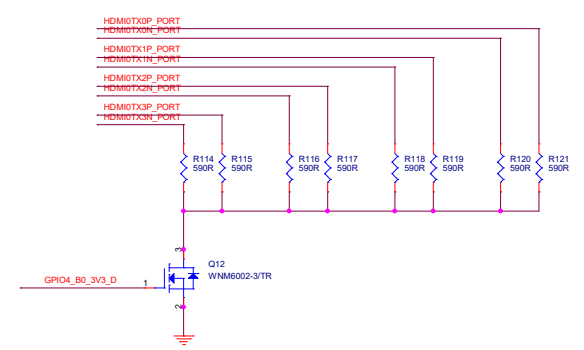 HDMI0TX0P_PORT
HDMI0TX0N_PORT
HDMI0TX1P_PORT
HDMI0TX1N_PORT
HDMI0TX2P_PORT
HDMI0TX2N_PORT
HDMI0TX3P_PORT
HDMI0TX3N_PORT
R114 R115 R116 R117 R118 R119 R120 R121
590R 590R 590R 590R 590R 590R 590R 590R
3
Q12
WNM6002-3/TR
GPIO4_B0_3V3_D 1
2